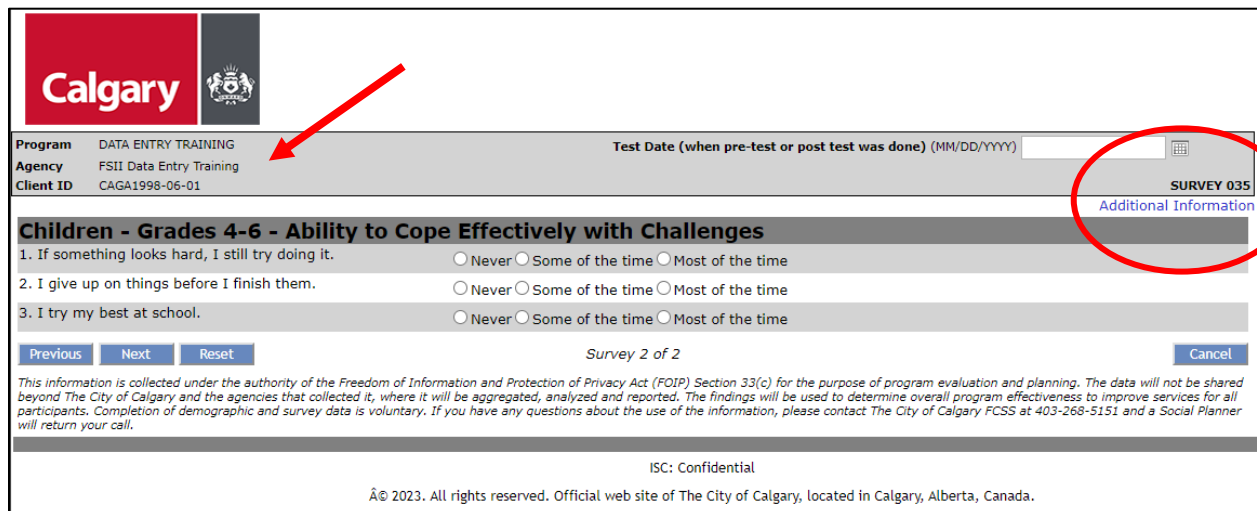 Calgary
Program DATA ENTRY TRAINING Test Date (when pre-test or post test was done) (MM/DD/YYYY)
Agency FSII Data Entry Training
Client ID CAGA1998-06-01 SURVEY 035
Additional Information
Children - Grades 4-6 - Ability to Cope Effectively with Challenges
1. If something looks hard, I still try doing it. Never Some of the time Most of the time
2. I give up on things before I finish them. Never Some of the time Most of the time
3. I try my best at school. Never Some of the time Most of the time
Previous Next Reset Survey 2 of 2 Cancel
This information is collected under the authority of the Freedom of Information and Protection of Privacy Act (FOIP) Section 33(c) for the purpose of program evaluation and planning. The data will not be shared
beyond The City of Calgary and the agencies that collected it, where it will be aggregated, analyzed and reported. The findings will be used to determine overall program effectiveness to improve services for all
participants. Completion of demographic and survey data is voluntary. If you have any questions about the use of the information, please contact The City of Calgary FCSS at 403-268-5151 and a Social Planner
will return your call.
ISC: Confidential
Â© 2023. All rights reserved. Official web site of The City of Calgary, located in Calgary, Alberta, Canada.